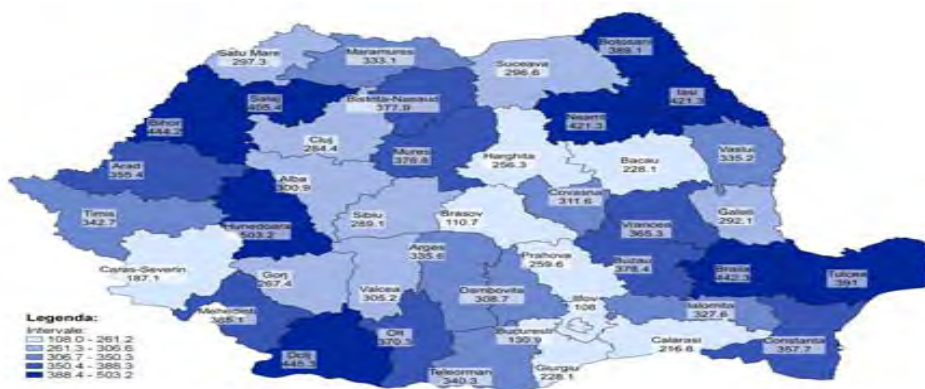 Satu Mare
297.3
Maramures
333.1
Suceava
296.6
Botosani
389.1
Salaj
405.4
Bistrita-Nasaud
377.9
Iasi
421.3
Bihor
444.2
Cluj
284.4
Mures
376.8
Neamt
421.3
Harghita
256.3
Bacau
228.1
Vaslui
335.2
Arad
355.4
Alba
300.9
Covasna
311.6
Timis
342.7
Hunedoara
503.2
Sibiu
289.1
Brasov
110.7
Vrancea
365.3
Galati
292.1
Caras-Severin
187.1
Gorj
267.4
Arges
335.6
Prahova
259.6
Buzau
378.4
Braila
442.3
Tulcea
391
Valcea
305.2
Dambovita
308.7
Ilfov
108
Ialomita
327.6
Mehedinti
Bucuresti
130.9
Calarasi
216.8
Constanta
357.7
Dolj
445.3
Olt
370.3
Teleorman
340.3
Giurgiu
228.1
Legenda:
Intervale:
108.0 - 261.2
261.3 - 306.6
306.7 - 350.3
350.4 - 388.3
388.4 - 503.2